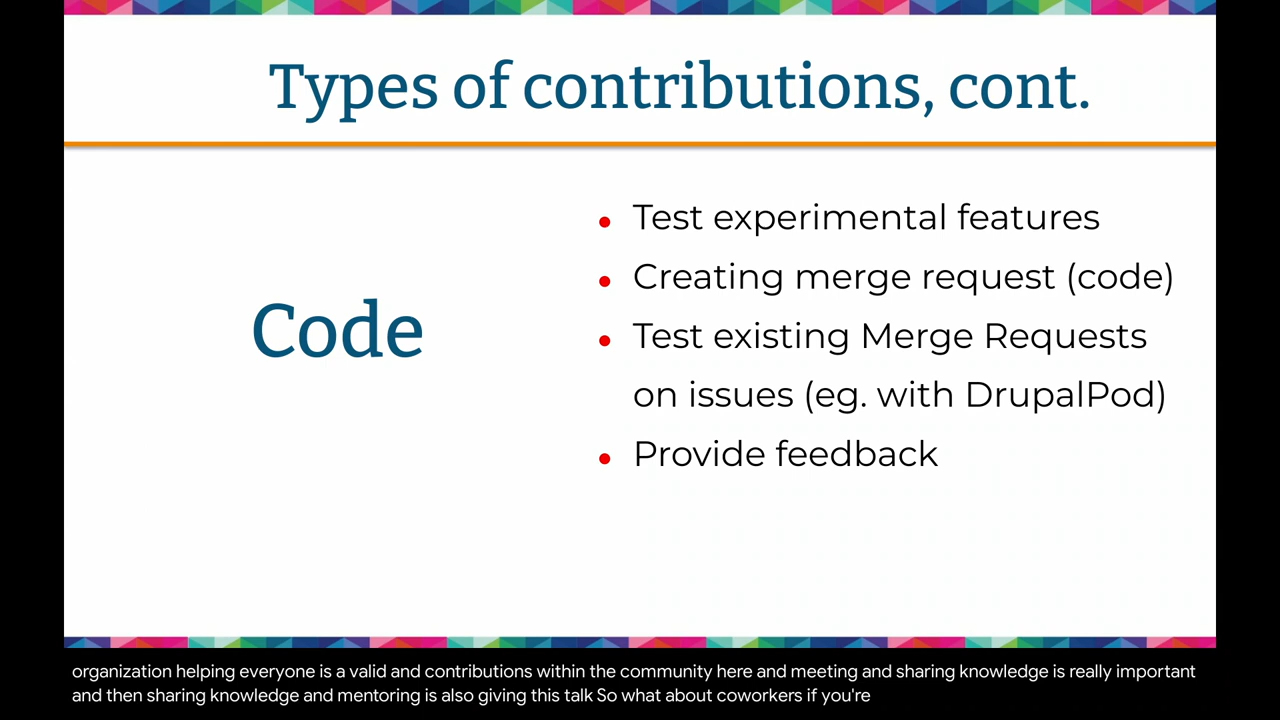 Types of contributions, cont.
Code
• Test experimental features
• Creating merge request (code)
• Test existing Merge Requests
on issues (eg. with DrupalPod)
• Provide feedback
organization helping everyone is a valid and contributions within the community here and meeting and sharing knowledge is really important
and then sharing knowledge and mentoring is also giving this talk So what about coworkers if you're